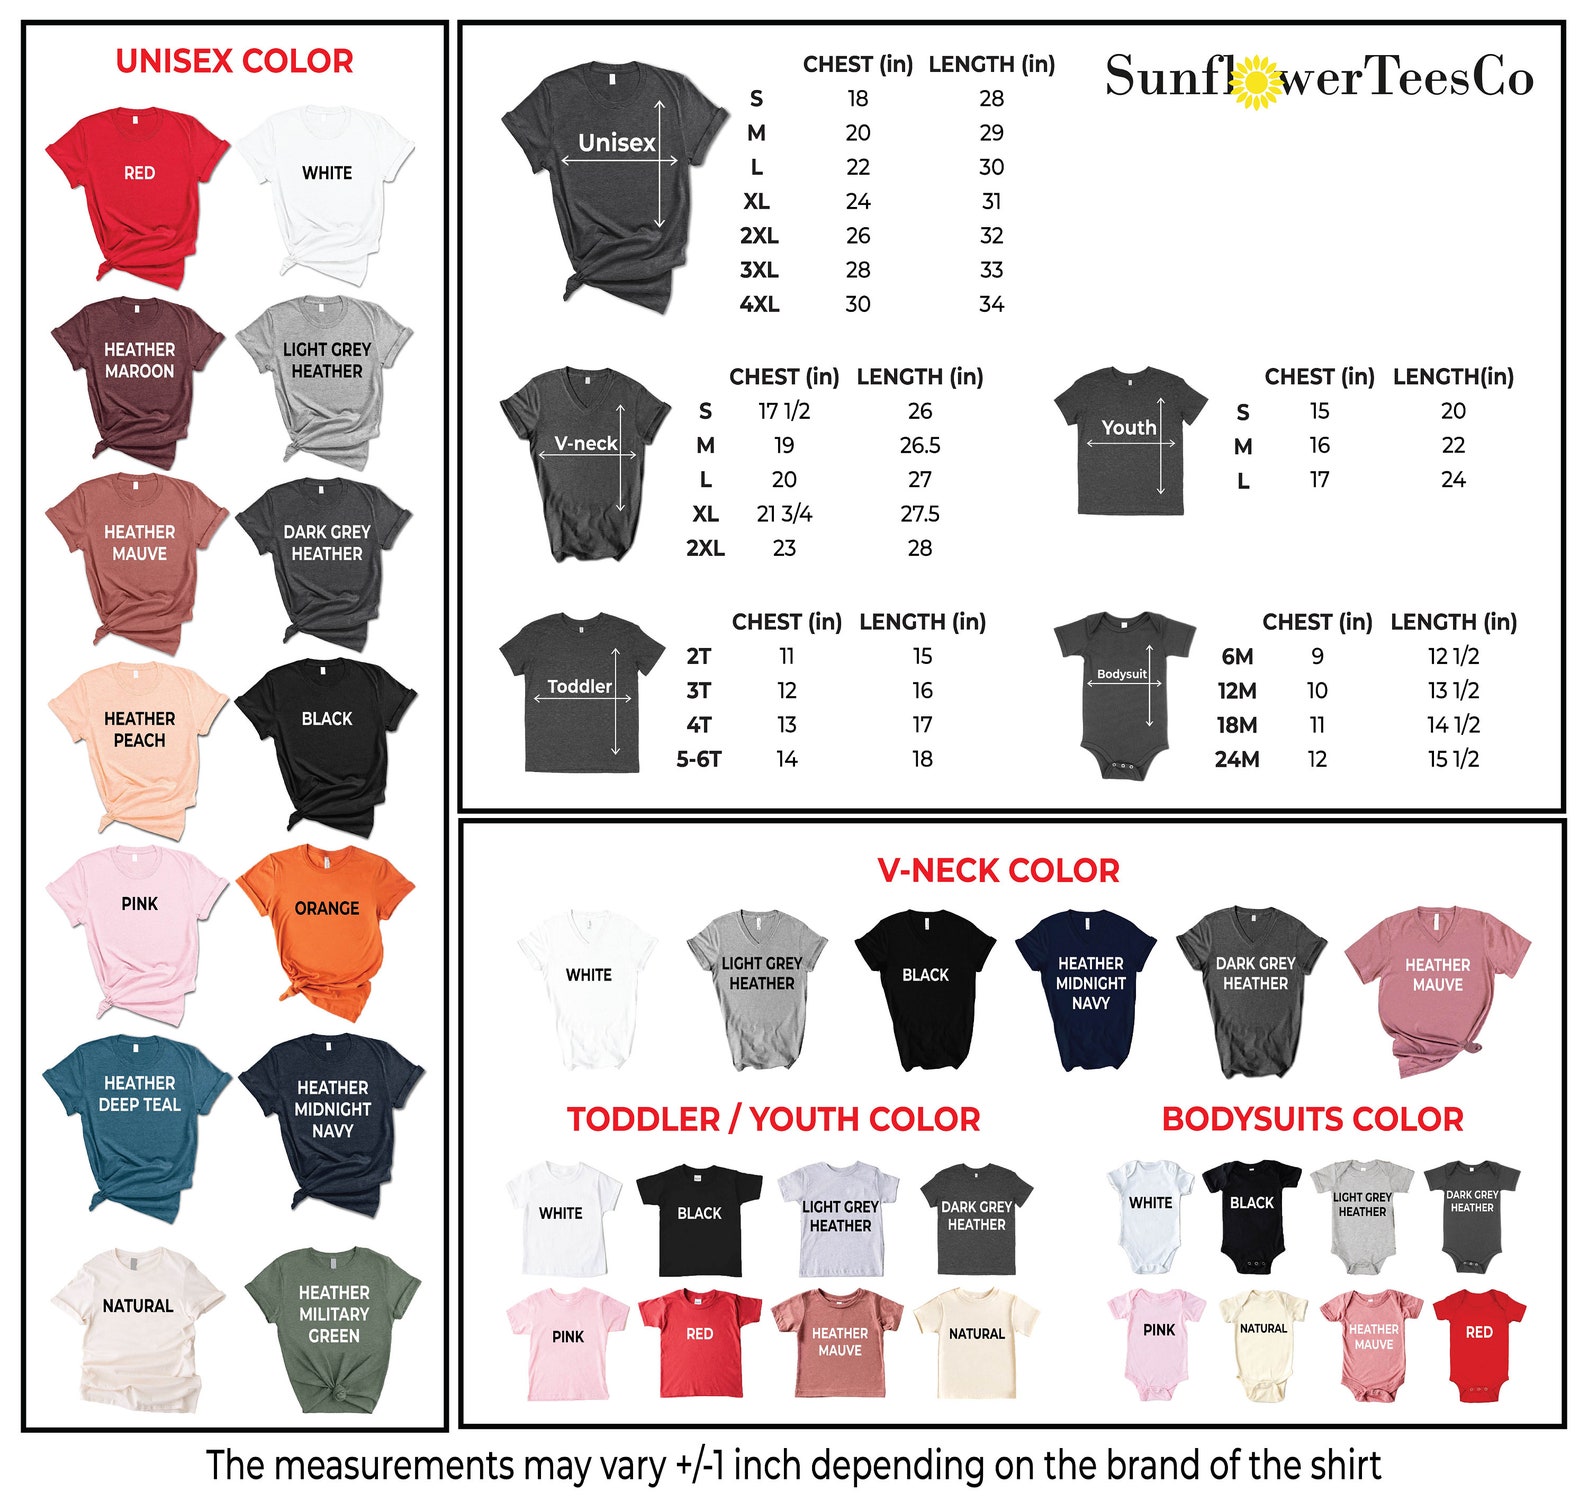 UNISEX COLOR
RED
WHITE
HEATHER
MAROON
LIGHT GREY
HEATHER
HEATHER
MAUVE
DARK GREY
HEATHER
HEATHER
PEACH
BLACK
PINK
ORANGE
HEATHER
DEEP TEAL
HEATHER
MIDNIGHT
NAVY
NATURAL
HEATHER
MILITARY
GREEN
SunflowerTeesCo
Unisex
CHEST (in) LENGTH (in)
S 18 28
M 20 29
L 22 30
XL 24 31
2XL 26 32
3XL 28 33
4XL 30 34
V-neck
CHEST (in) LENGTH (in)
S 17 1/2 26
M 19 26.5
L 20 27
XL 21 3/4 27.5
2XL 23 28
Youth
CHEST (in) LENGTH(in)
S 15 20
M 16 22
L 17 24
Toddler
CHEST (in) LENGTH (in)
2T 11 15
3T 12 16
4T 13 17
5-6T 14 18
Bodysuit
CHEST (in) LENGTH (in)
6M 9 12 1/2
12M 10 13 1/2
18M 11 14 1/2
24M 12 15 1/2
V-NECK COLOR
WHITE
LIGHT GREY
HEATHER
BLACK
HEATHER
MIDNIGHT
NAVY
DARK GREY
HEATHER
HEATHER
MAUVE
TODDLER / YOUTH COLOR
WHITE
BLACK
LIGHT GREY
HEATHER
DARK GREY
HEATHER
PINK
RED
HEATHER
MAUVE
NATURAL
BODYSUITS COLOR
WHITE
BLACK
LIGHT GREY
HEATHER
DARK GREY
HEATHER
PINK
NATURAL
HEATHER
MAUVE
RED
The measurements may vary +/-1 inch depending on the brand of the shirt